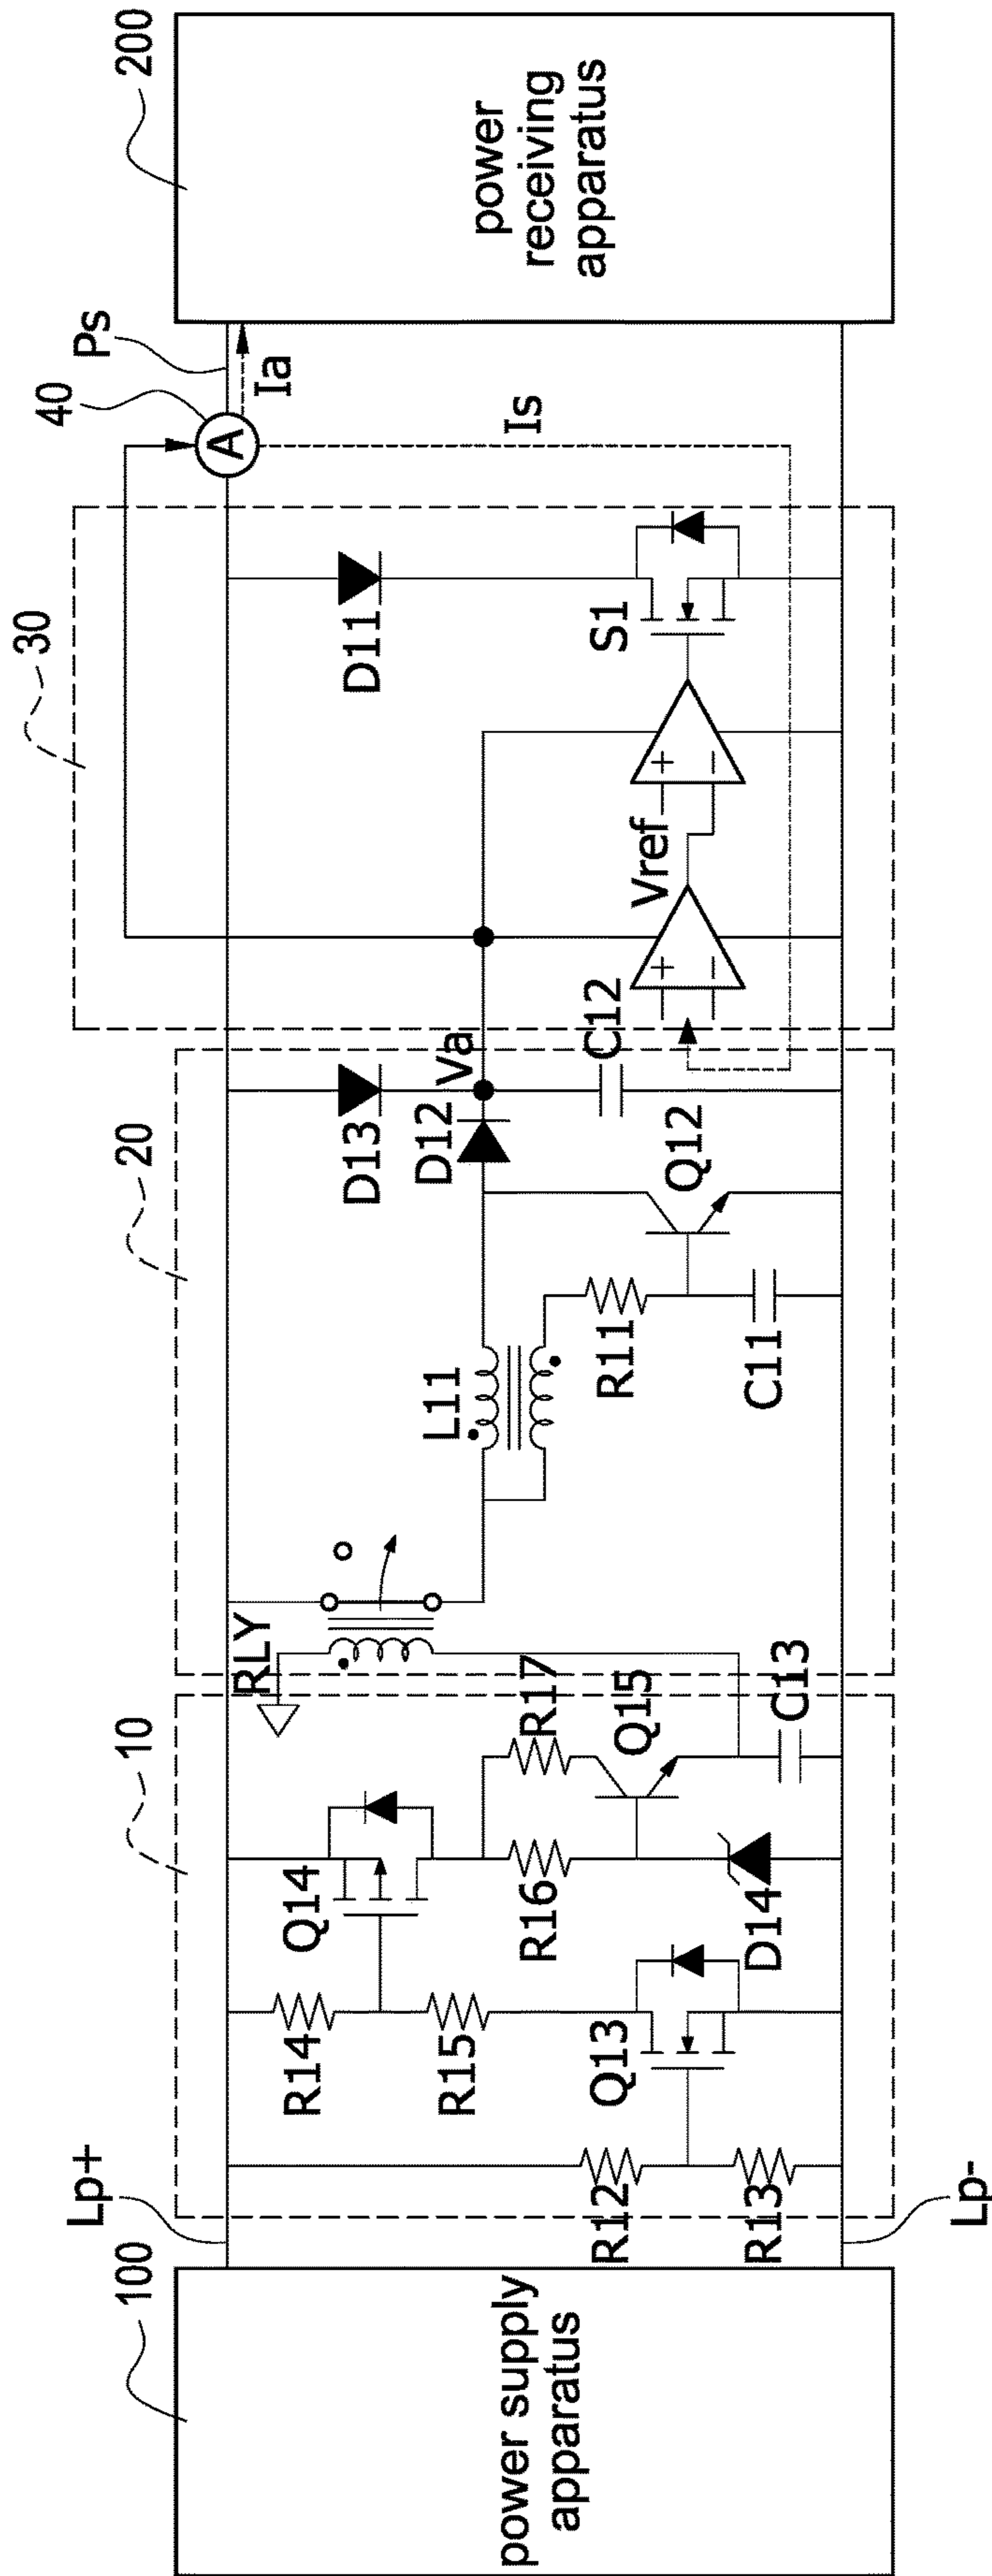 100
power supply
apparatus
Lp+
Lp-
10
R12
R13
R14
R15
Q13
Q14
R16
R17
Q15
D14
C13
20
RLY
L11
R11
C11
Q12
D13
D12
Va
C12
30
+
−
Vref
+
−
D11
S1
40
A
Ps
Ia
Is
200
power
receiving
apparatus